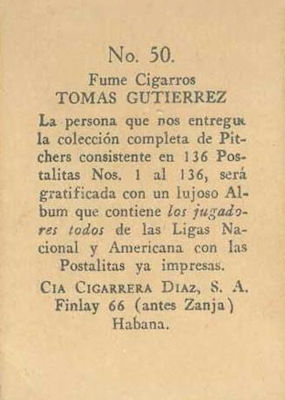 No. 50.
Fume Cigarros
TOMAS GUTIERREZ
La persona que nos entregue
la colección completa de Pit-
chers consistente en 136 Pos-
talitas Nos. 1 al 136, será
gratificada con un lujoso Al-
bum que contiene los jugado-
res todos de las Ligas Na-
cional y Americana con las
Postalitas ya impresas.
CIA CIGARRERA DIAZ, S. A.
Finlay 66 (antes Zanja)
Habana.